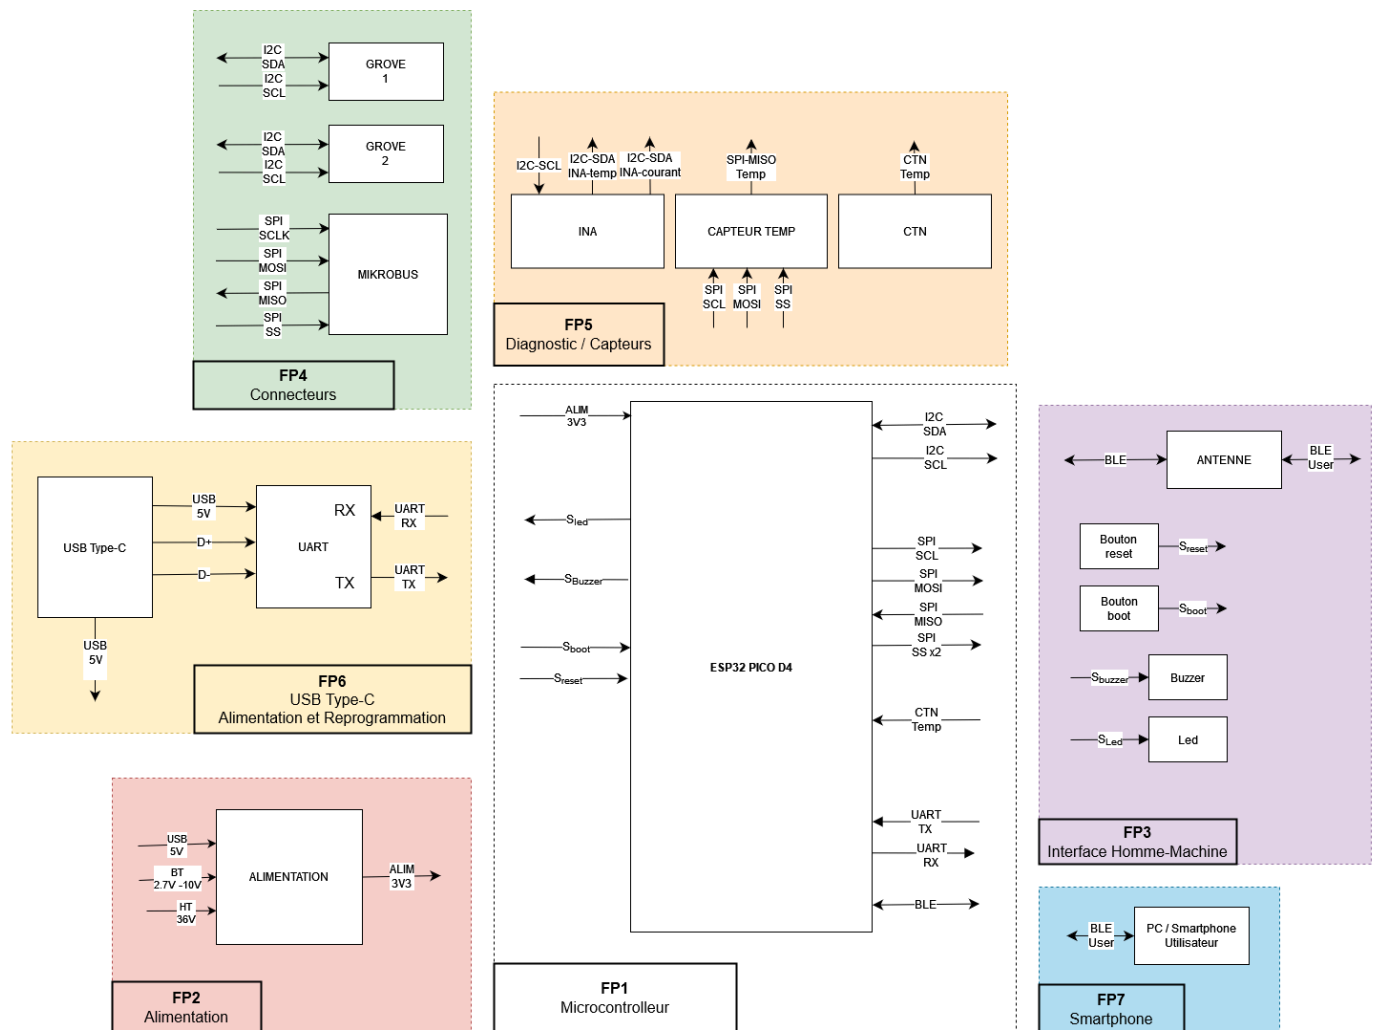 I2C
SDA
I2C
SCL
GROVE
1
I2C
SDA
I2C
SCL
GROVE
2
SPI
SCLK
SPI
MOSI
SPI
MISO
SPI
SS
MIKROBUS
FP4
Connecteurs
I2C-SCL
I2C-SDA
INA-temp
I2C-SDA
INA-courant
SPI-MISO
Temp
CTN
Temp
INA
CAPTEUR TEMP
CTN
SPI
SCL
SPI
MOSI
SPI
SS
FP5
Diagnostic / Capteurs
USB Type-C
USB
5V
D+
D-
USB
5V
RX
UART
TX
UART
RX
UART
TX
FP6
USB Type-C
Alimentation et Reprogrammation
ALIM
3V3
Sled
SBuzzer
Sboot
Sreset
ESP32 PICO D4
I2C
SDA
I2C
SCL
SPI
SCL
SPI
MOSI
SPI
MISO
SPI
SS x2
CTN
Temp
UART
TX
UART
RX
BLE
FP1
Microcontrolleur
BLE
ANTENNE
BLE
User
Bouton
reset
Sreset
Bouton
boot
Sboot
Sbuzzer
Buzzer
SLed
Led
FP3
Interface Homme-Machine
USB
5V
BT
2.7V -10V
HT
36V
ALIMENTATION
ALIM
3V3
FP2
Alimentation
BLE
User
PC / Smartphone
Utilisateur
FP7
Smartphone